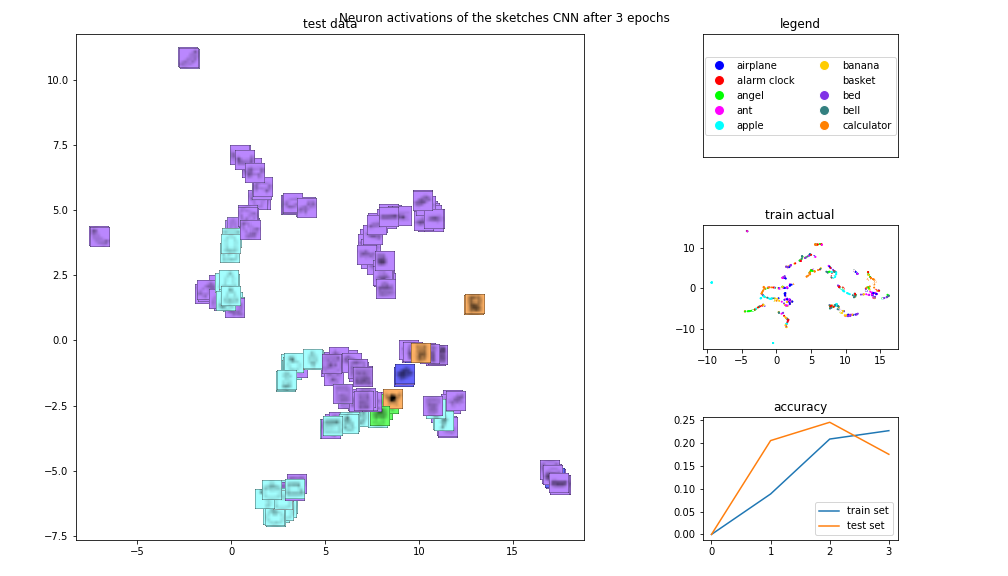 Neuron activations of the sketches CNN after 3 epochs
test data
10.0
7.5
5.0
2.5
0.0
−2.5
−5.0
−7.5
−5 0 5 10 15
legend
airplane banana
alarm clock basket
angel bed
ant bell
apple calculator
train actual
10
0
−10
−10 −5 0 5 10 15
accuracy
0.25
0.20
0.15
0.10
0.05
0.00
train set
test set
0 1 2 3